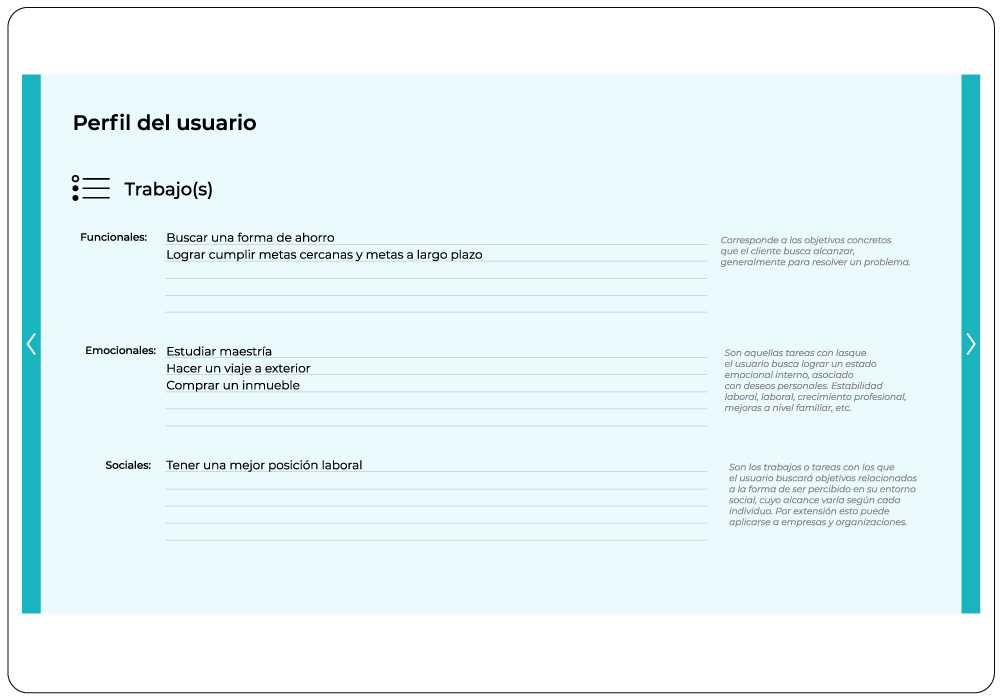 Perfil del usuario
Trabajo(s)
Funcionales:
Buscar una forma de ahorro
Lograr cumplir metas cercanas y metas a largo plazo
Corresponde a los objetivos concretos
que el cliente busca alcanzar,
generalmente para resolver un problema.
Emocionales:
Estudiar maestría
Hacer un viaje a exterior
Comprar un inmueble
Son aquellas tareas con lasque
el usuario busca lograr un estado
emocional interno, asociado
con deseos personales. Estabilidad
laboral, laboral, crecimiento profesional,
mejoras a nivel familiar, etc.
Sociales:
Tener una mejor posición laboral
Son los trabajos o tareas con los que
el usuario buscará objetivos relacionados
a la forma de ser percibido en su entorno
social, cuyo alcance varía según cada
individuo. Por extensión esto puede
aplicarse a empresas y organizaciones.